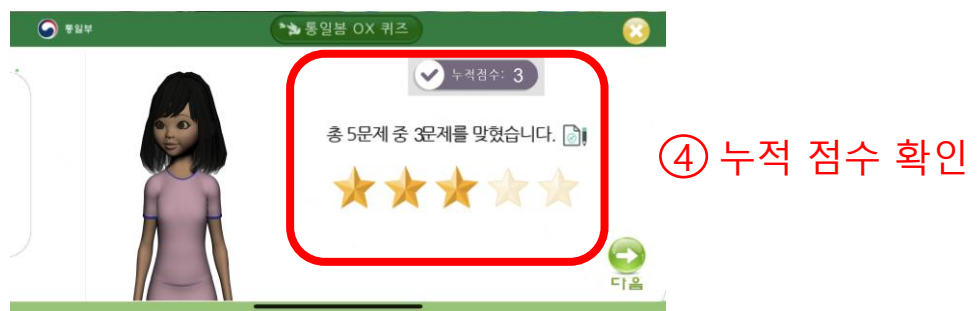 통일부
통일봄 OX 퀴즈
누적점수: 3
총 5문제 중 3문제를 맞혔습니다.
④ 누적 점수 확인
다음